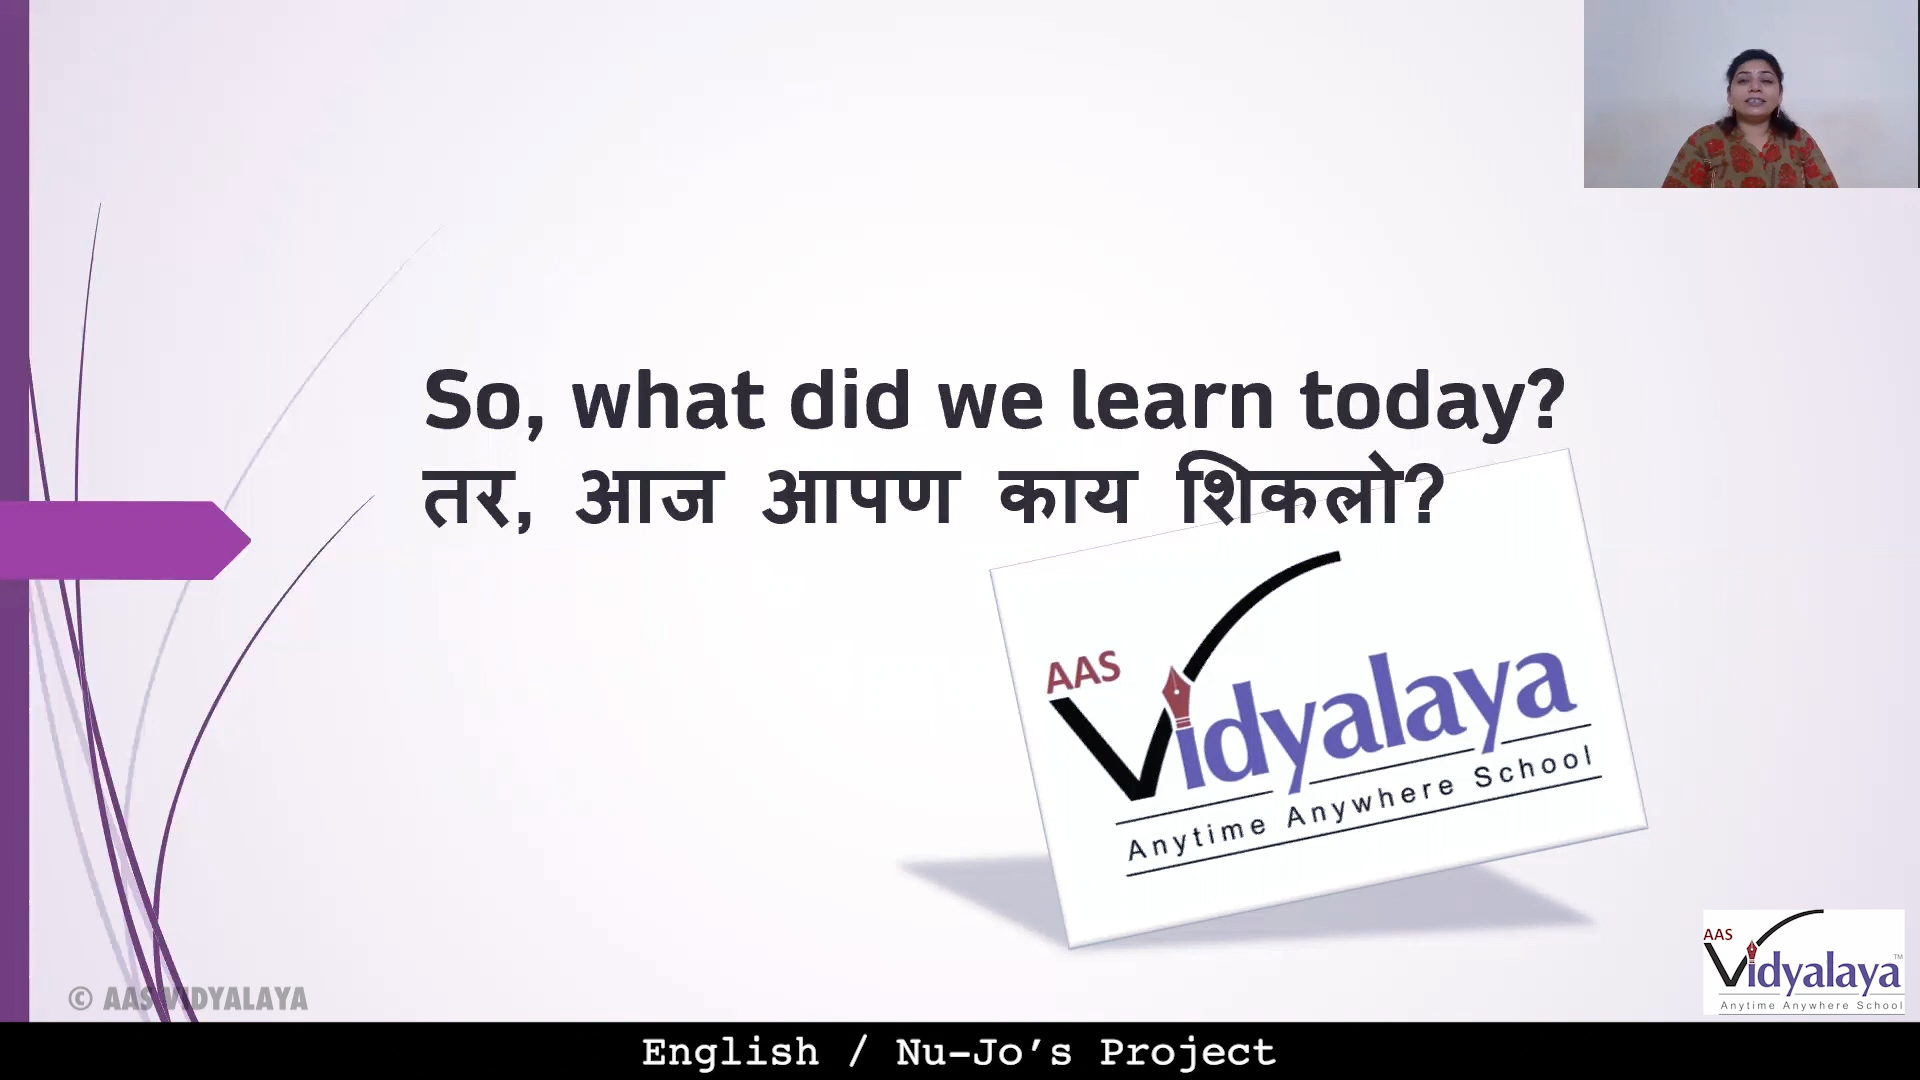 So, what did we learn today?
तर, आज आपण काय शिकलो?
AAS
Vidyalaya
Anytime Anywhere School
AAS
Vidyalaya™
Anytime Anywhere School
© AAS VIDYALAYA
English / Nu-Jo's Project